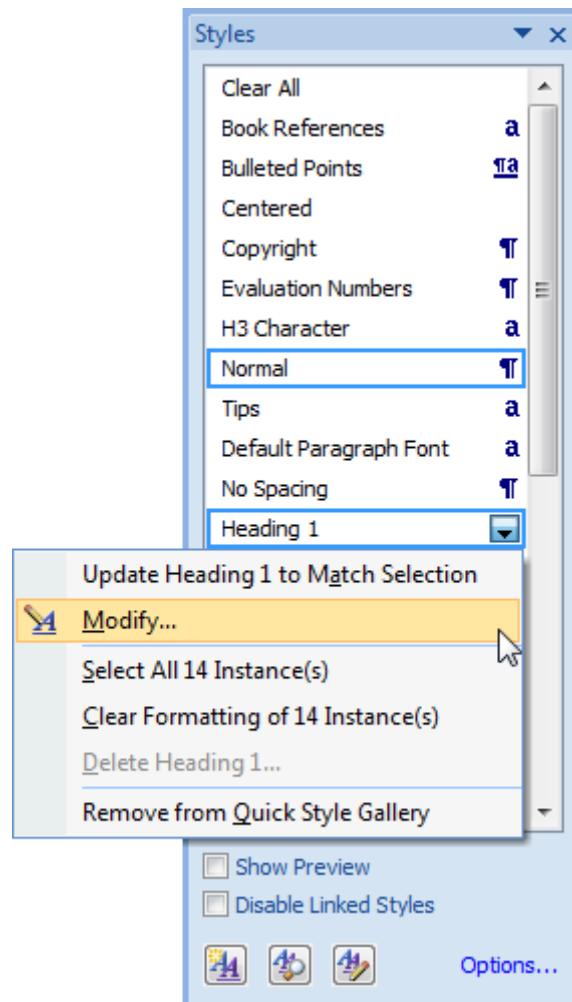 Styles
Clear All
Book References a
Bulleted Points ¶a
Centered
Copyright ¶
Evaluation Numbers ¶
H3 Character a
Normal ¶
Tips a
Default Paragraph Font a
No Spacing ¶
Heading 1
Update Heading 1 to Match Selection
Modify...
Select All 14 Instance(s)
Clear Formatting of 14 Instance(s)
Delete Heading 1...
Remove from Quick Style Gallery
Show Preview
Disable Linked Styles
Options...